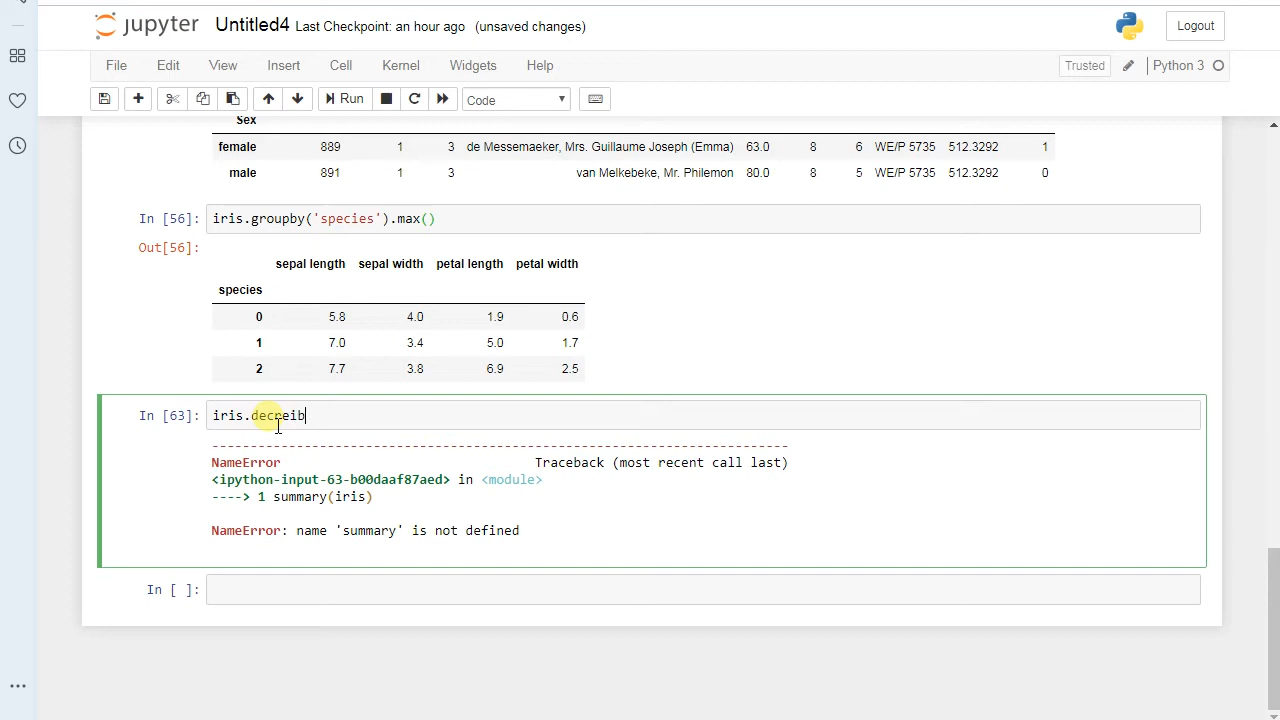 jupyter Untitled4 Last Checkpoint: an hour ago (unsaved changes) Logout
File Edit View Insert Cell Kernel Widgets Help Trusted Python 3
Run Code
Sex
female 889 1 3 de Messemaeker, Mrs. Guillaume Joseph (Emma) 63.0 8 6 WE/P 5735 512.3292 1
male 891 1 3 van Melkebeke, Mr. Philemon 80.0 8 5 WE/P 5735 512.3292 0
In [56]: iris.groupby('species').max()
Out[56]:
sepal length sepal width petal length petal width
species
0 5.8 4.0 1.9 0.6
1 7.0 3.4 5.0 1.7
2 7.7 3.8 6.9 2.5
In [63]: iris.decreib
---------------------------------------------------------------------------
NameError Traceback (most recent call last)
<ipython-input-63-b00daaf87aed> in <module>
----> 1 summary(iris)
NameError: name 'summary' is not defined
In [ ]: